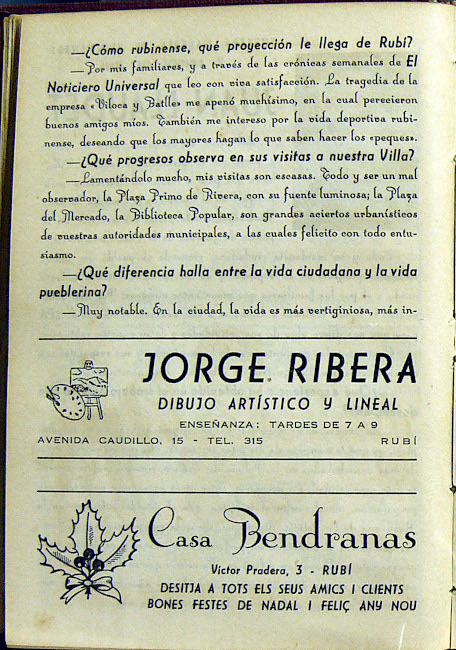 —¿Cómo rubinense, qué proyección le llega de Rubí?
—Por mis familiares, y a través de las crónicas semanales de El
Noticiero Universal que leo con viva satisfacción. La tragedia de la
empresa «Viloca y Batlle» me apenó muchísimo, en la cual perecieron
buenos amigos míos. También me intereso por la vida deportiva rubi-
nense, deseando que los mayores hagan lo que saben hacer los «peques».
—¿Qué progresos observa en sus visitas a nuestra Villa?
—Lamentándolo mucho, mis visitas son escasas. Todo y ser un mal
observador, la Plaza Primo de Rivera, con su fuente luminosa; la Plaza
del Mercado, la Biblioteca Popular, son grandes aciertos urbanísticos
de nuestras autoridades municipales, a las cuales felicito con todo entu-
siasmo.
—¿Qué diferencia halla entre la vida ciudadana y la vida
pueblerina?
—Muy notable. En la ciudad, la vida es más vertiginiosa, más in-
JORGE RIBERA
DIBUJO ARTÍSTICO Y LINEAL
ENSEÑANZA: TARDES DE 7 A 9
AVENIDA CAUDILLO, 15 - TEL. 315 RUBÍ
Casa Bendranas
Victor Pradera, 3 - RUBÍ
DESITJA A TOTS ELS SEUS AMICS I CLIENTS
BONES FESTES DE NADAL I FELIÇ ANY NOU